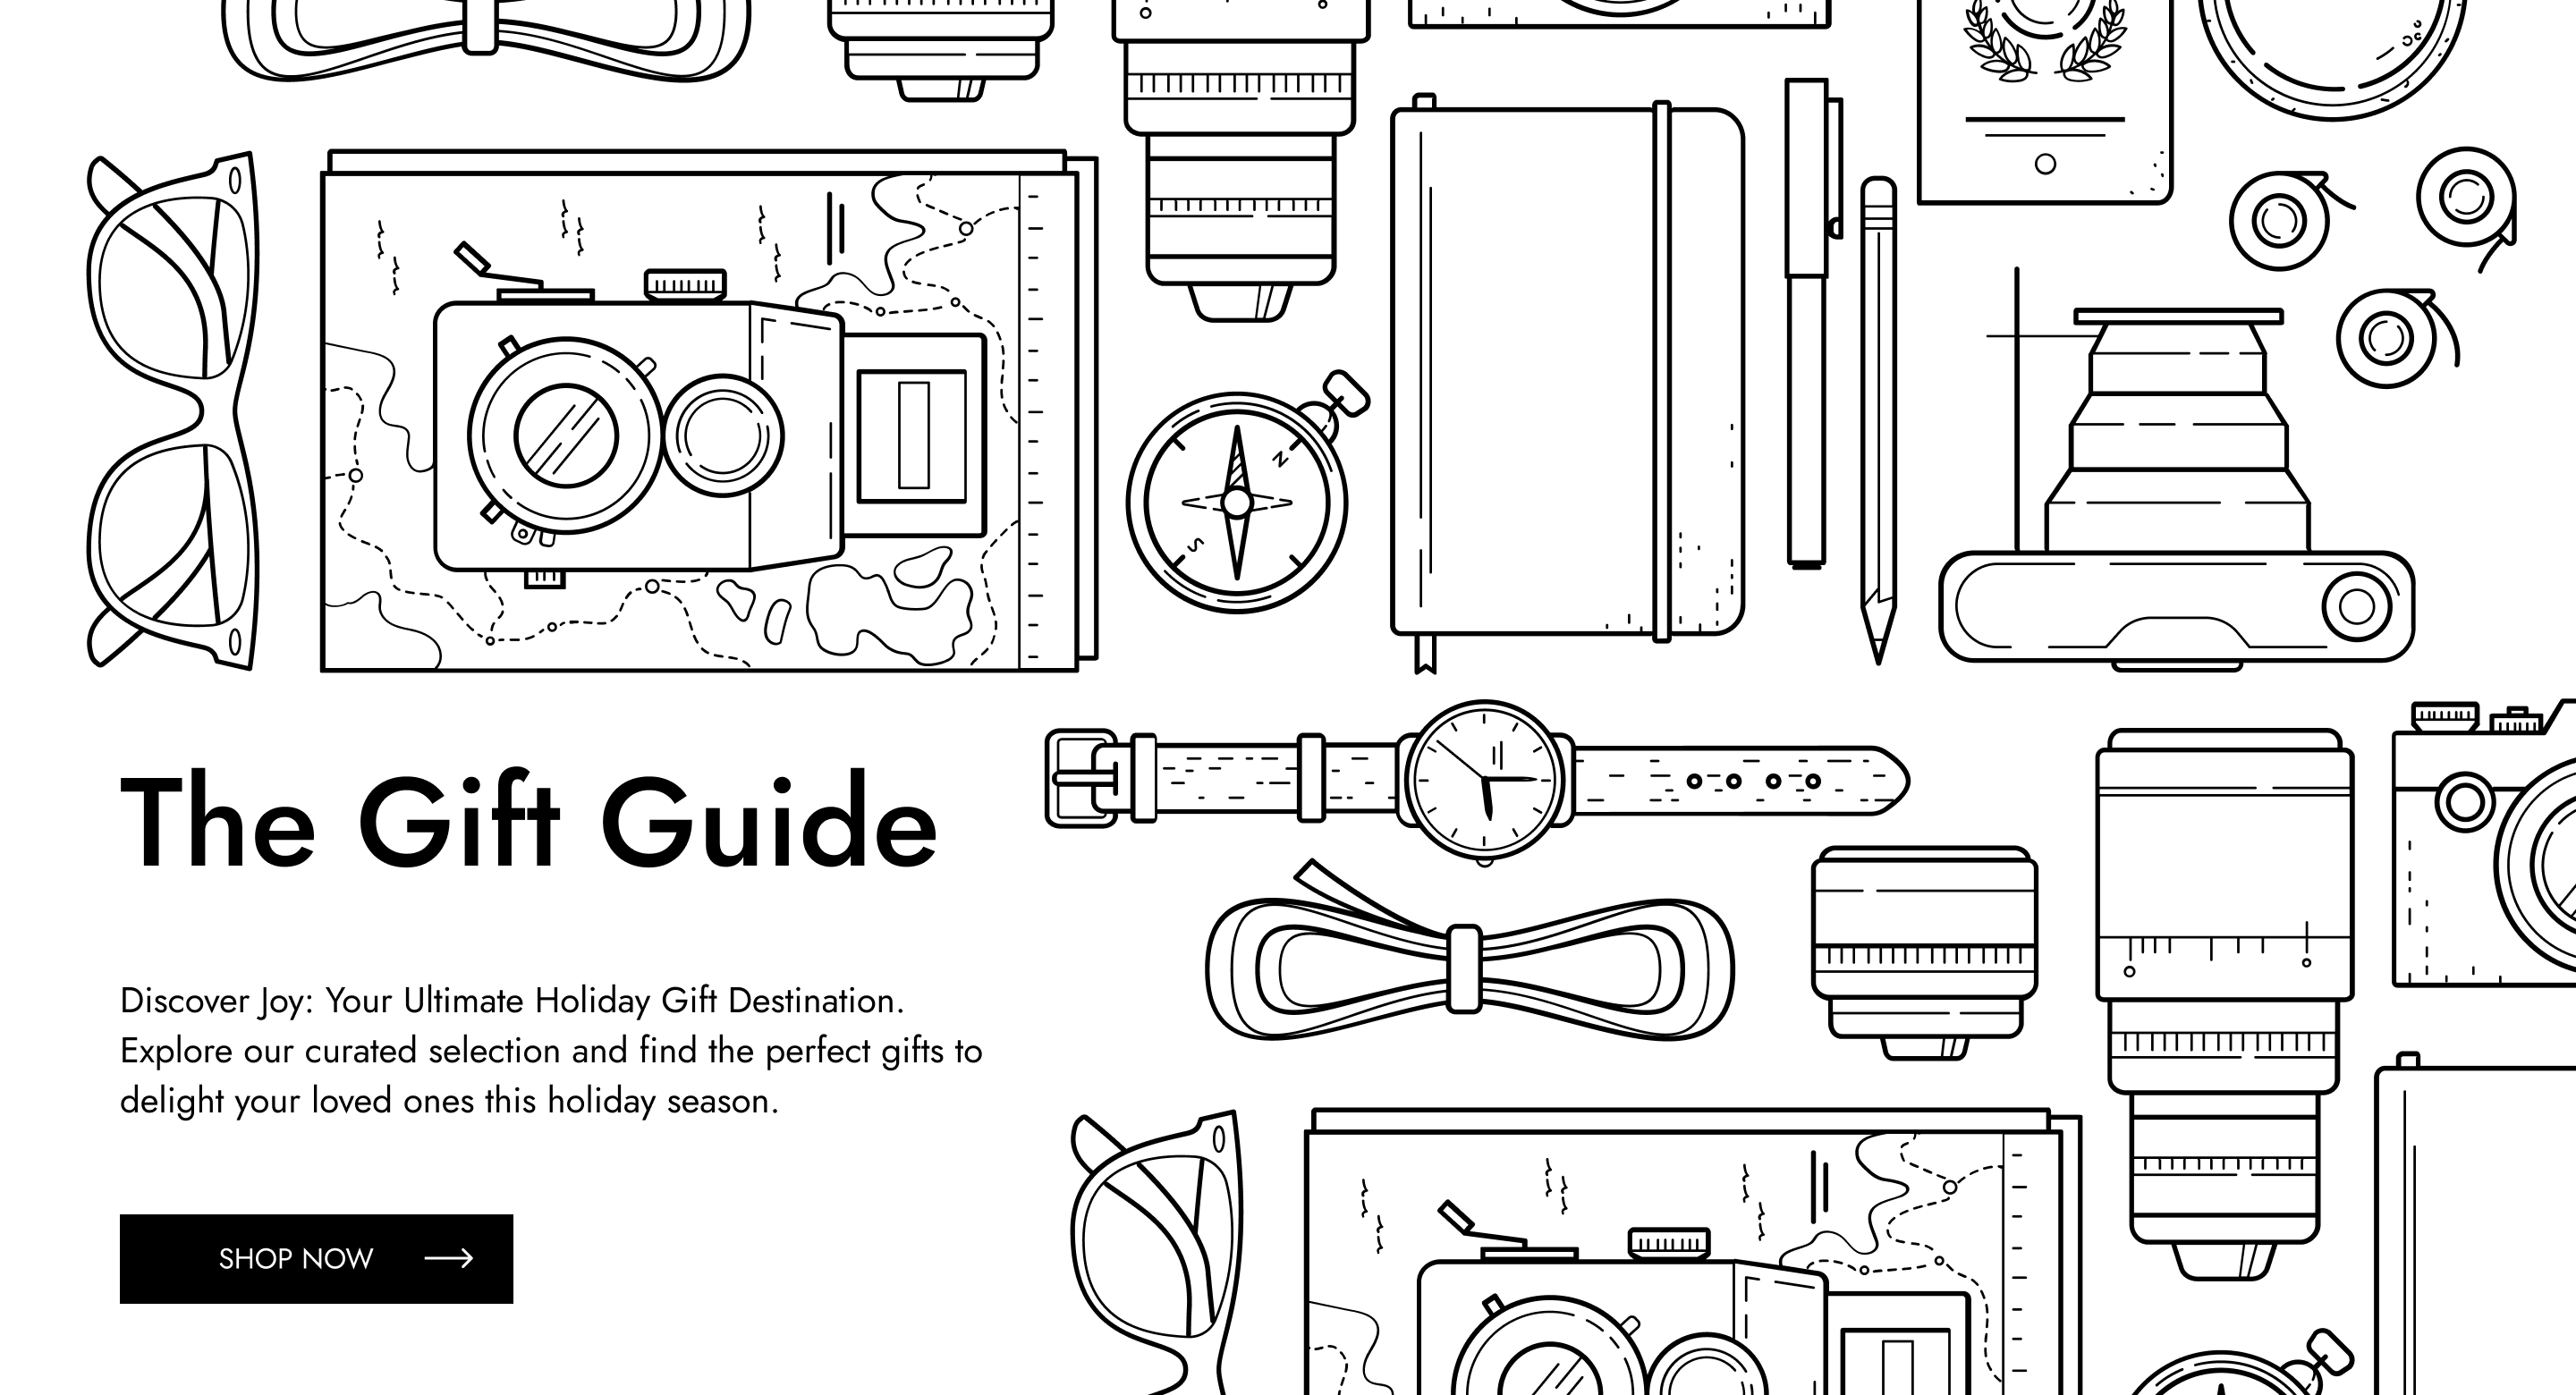 N
S
The Gift Guide
Discover Joy: Your Ultimate Holiday Gift Destination.
Explore our curated selection and find the perfect gifts to
delight your loved ones this holiday season.
SHOP NOW